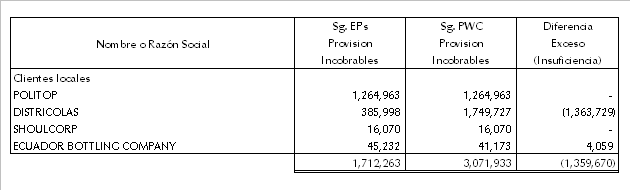 Nombre o Razón Social Sg. EPs Provision Incobrables Sg. PWC Provision Incobrables Diferencia Exceso (Insuficiencia)
Clientes locales
POLITOP 1,264,963 1,264,963 -
DISTRICOLAS 385,998 1,749,727 (1,363,729)
SHOULCORP 16,070 16,070 -
ECUADOR BOTTLING COMPANY 45,232 41,173 4,059
1,712,263 3,071,933 (1,359,670)